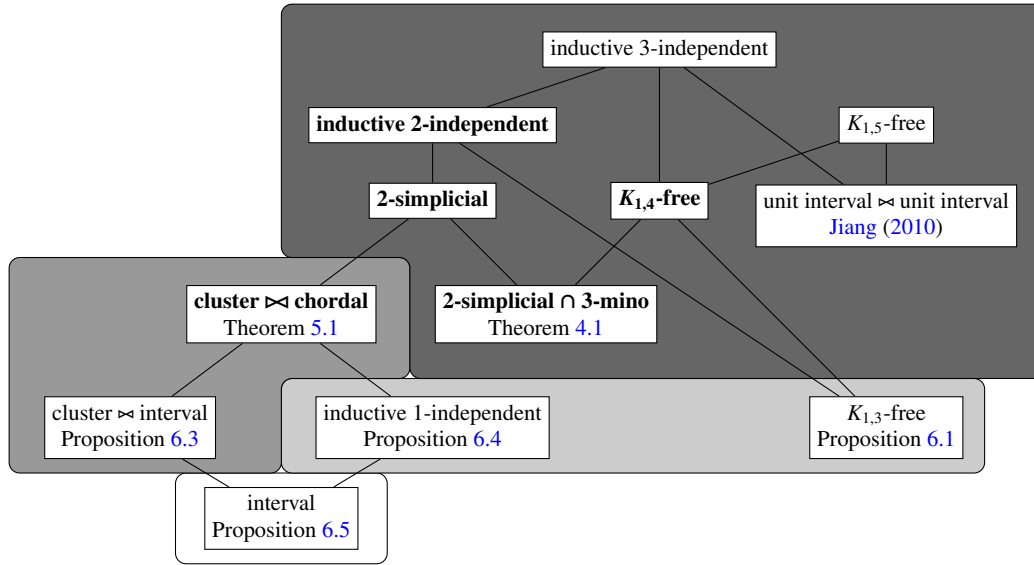 inductive 3-independent
inductive 2-independent
K1,5-free
2-simplicial
K1,4-free
unit interval ⋈ unit interval
Jiang (2010)
cluster ⋈ chordal
Theorem 5.1
2-simplicial ∩ 3-mino
Theorem 4.1
cluster ⋈ interval
Proposition 6.3
inductive 1-independent
Proposition 6.4
K1,3-free
Proposition 6.1
interval
Proposition 6.5